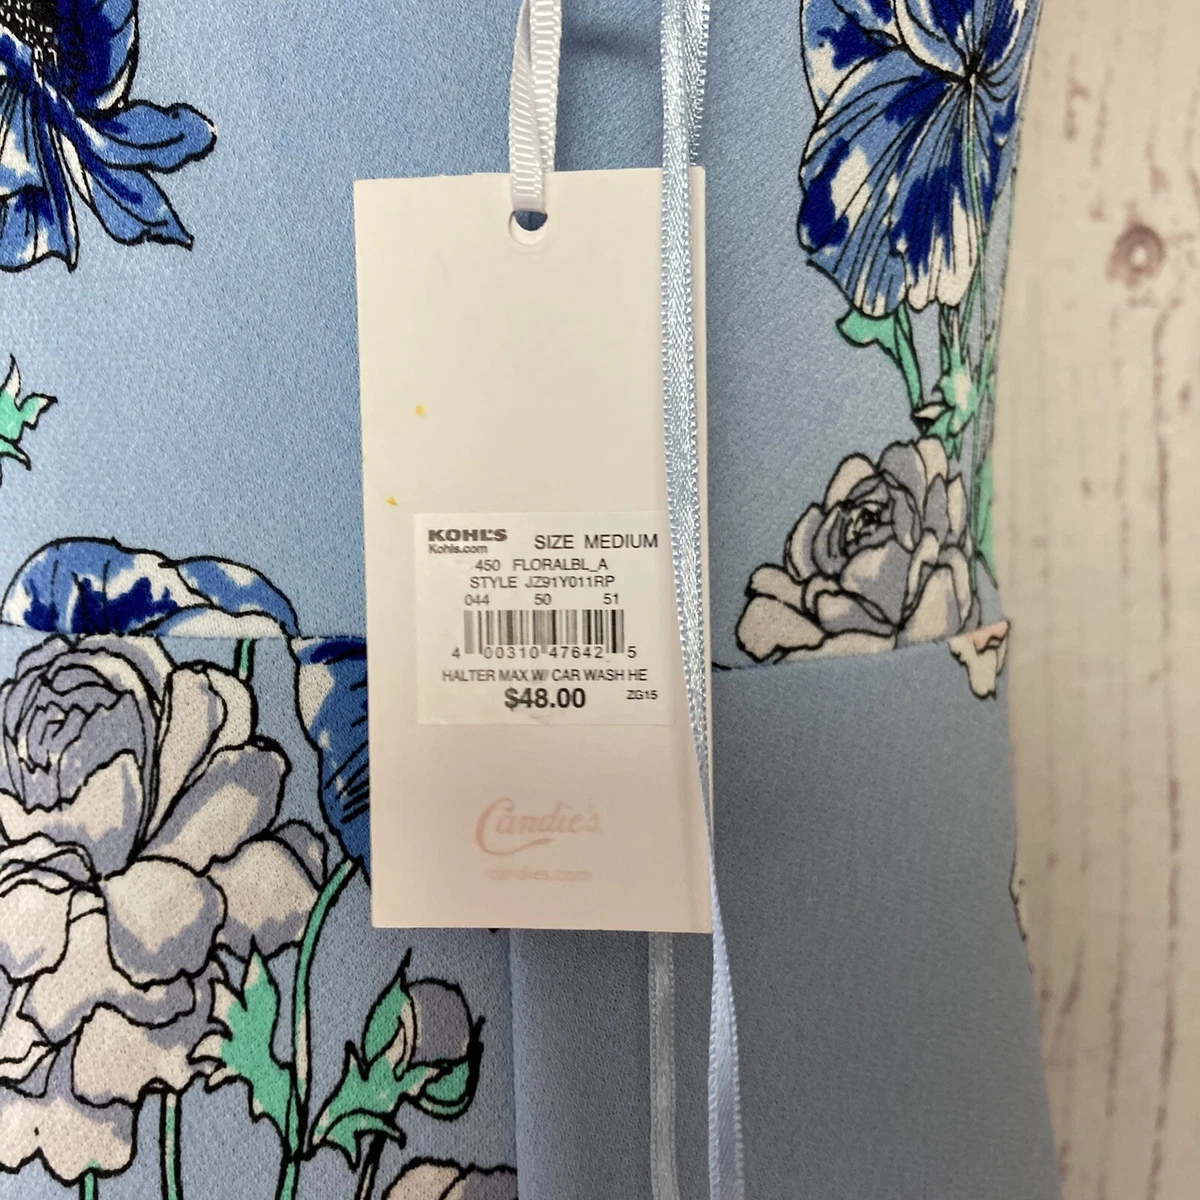 KOHL'S SIZE MEDIUM
Kohls.com
450 FLORALBL_A
STYLE JZ91Y011RP
044 50 51
4 00310 47642 5
HALTER MAX W/ CAR WASH HE
$48.00 ZG15
Candie's
candies.com